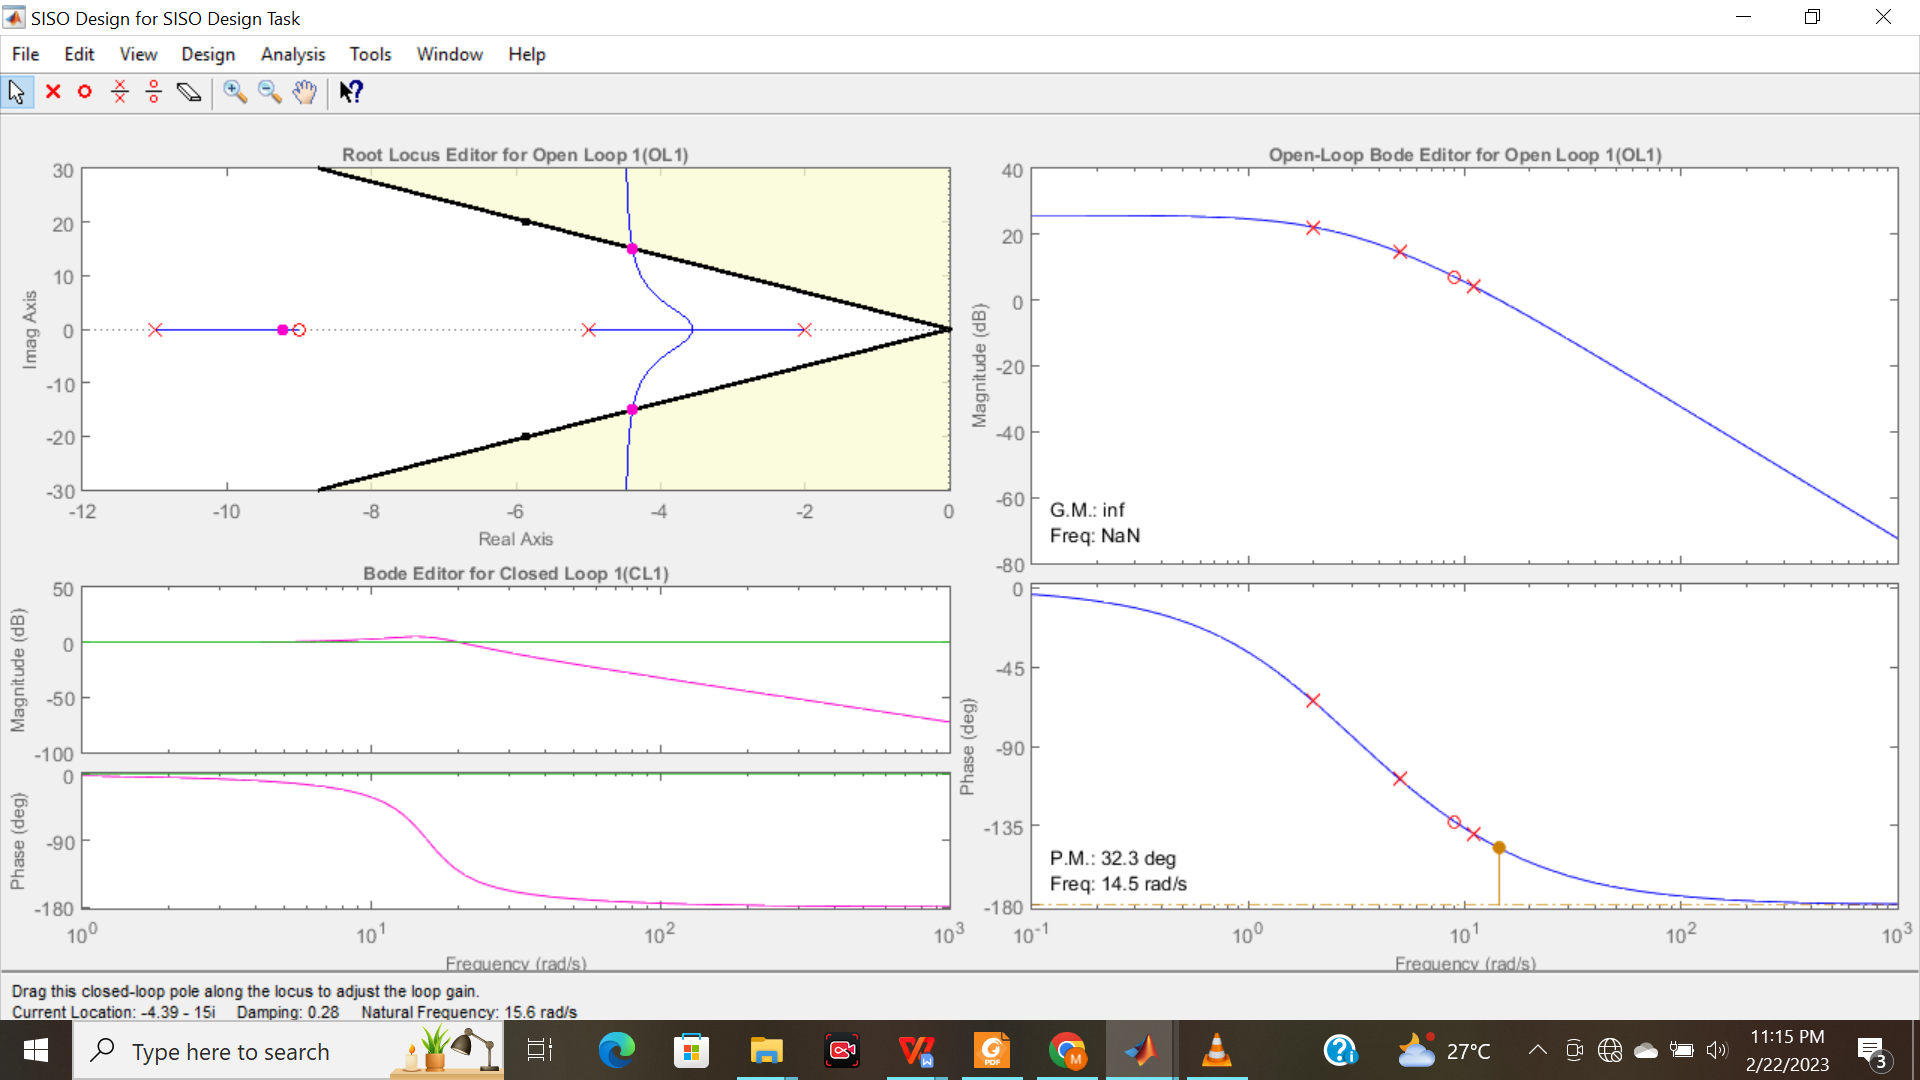 SISO Design for SISO Design Task
File Edit View Design Analysis Tools Window Help
Root Locus Editor for Open Loop 1(OL1)
30
20
10
0
-10
-20
-30
Imag Axis
-12 -10 -8 -6 -4 -2 0
Real Axis
Bode Editor for Closed Loop 1(CL1)
50
0
-50
-100
Magnitude (dB)
0
-90
-180
Phase (deg)
10^0 10^1 10^2 10^3
Frequency (rad/s)
Open-Loop Bode Editor for Open Loop 1(OL1)
40
20
0
-20
-40
-60
-80
Magnitude (dB)
G.M.: inf
Freq: NaN
0
-45
-90
-135
-180
Phase (deg)
P.M.: 32.3 deg
Freq: 14.5 rad/s
10^-1 10^0 10^1 10^2 10^3
Frequency (rad/s)
Drag this closed-loop pole along the locus to adjust the loop gain.
Current Location: -4.39 - 15i Damping: 0.28 Natural Frequency: 15.6 rad/s
Type here to search
PDF
M
27°C
11:15 PM
2/22/2023
3